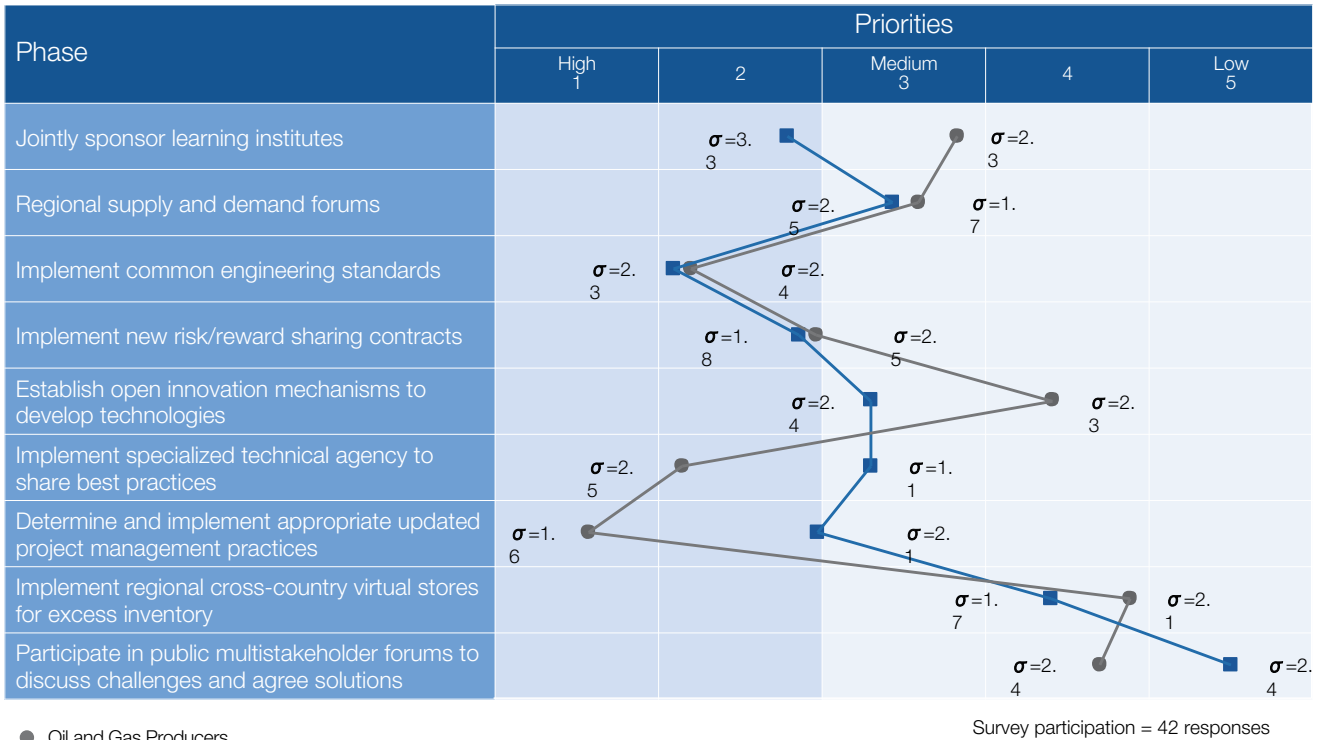 Phase
Priorities
High
1
2
Medium
3
4
Low
5
Jointly sponsor learning institutes
σ=3.
3
σ=2.
3
Regional supply and demand forums
σ=2.
5
σ=1.
7
Implement common engineering standards
σ=2.
3
σ=2.
4
Implement new risk/reward sharing contracts
σ=1.
8
σ=2.
5
Establish open innovation mechanisms to
develop technologies
σ=2.
4
σ=2.
3
Implement specialized technical agency to
share best practices
σ=2.
5
σ=1.
1
Determine and implement appropriate updated
project management practices
σ=1.
6
σ=2.
1
Implement regional cross-country virtual stores
for excess inventory
σ=1.
7
σ=2.
1
Participate in public multistakeholder forums to
discuss challenges and agree solutions
σ=2.
4
σ=2.
4
Oil and Gas Producers
Survey participation = 42 responses